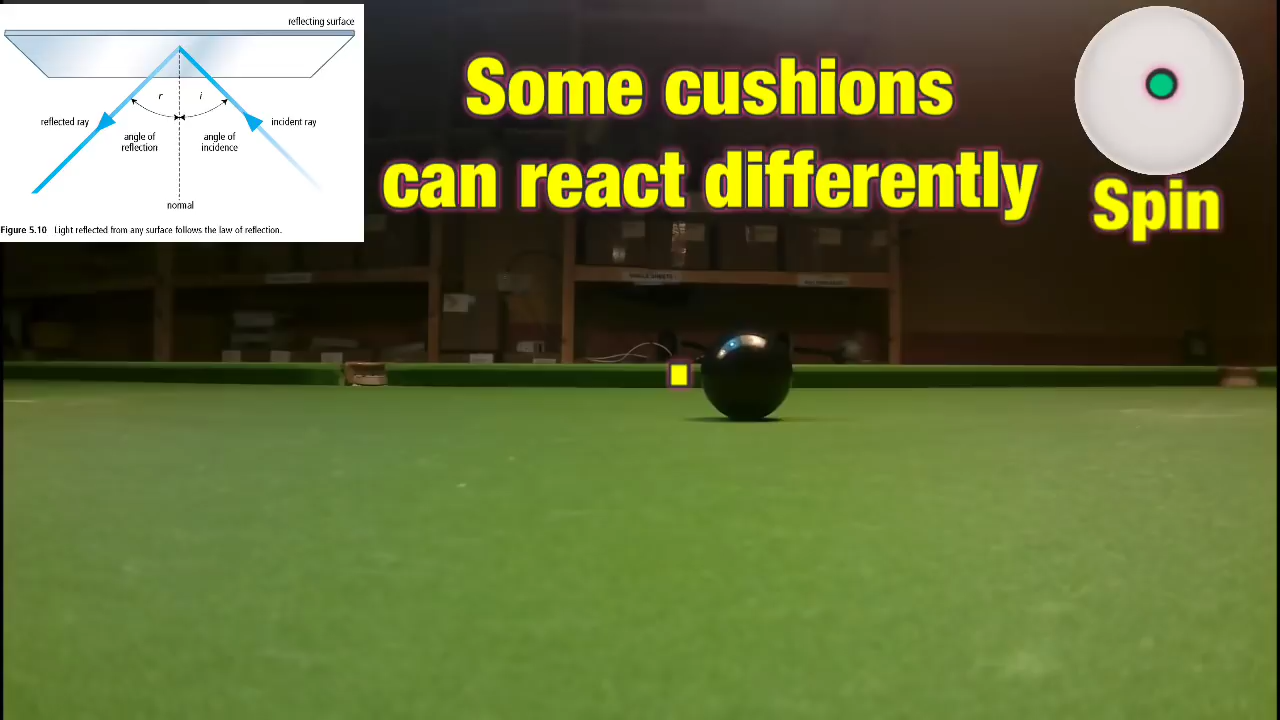 reflecting surface
r
i
reflected ray
incident ray
angle of
reflection
angle of
incidence
normal
Figure 5.10 Light reflected from any surface follows the law of reflection.
Some cushions
can react differently
Spin